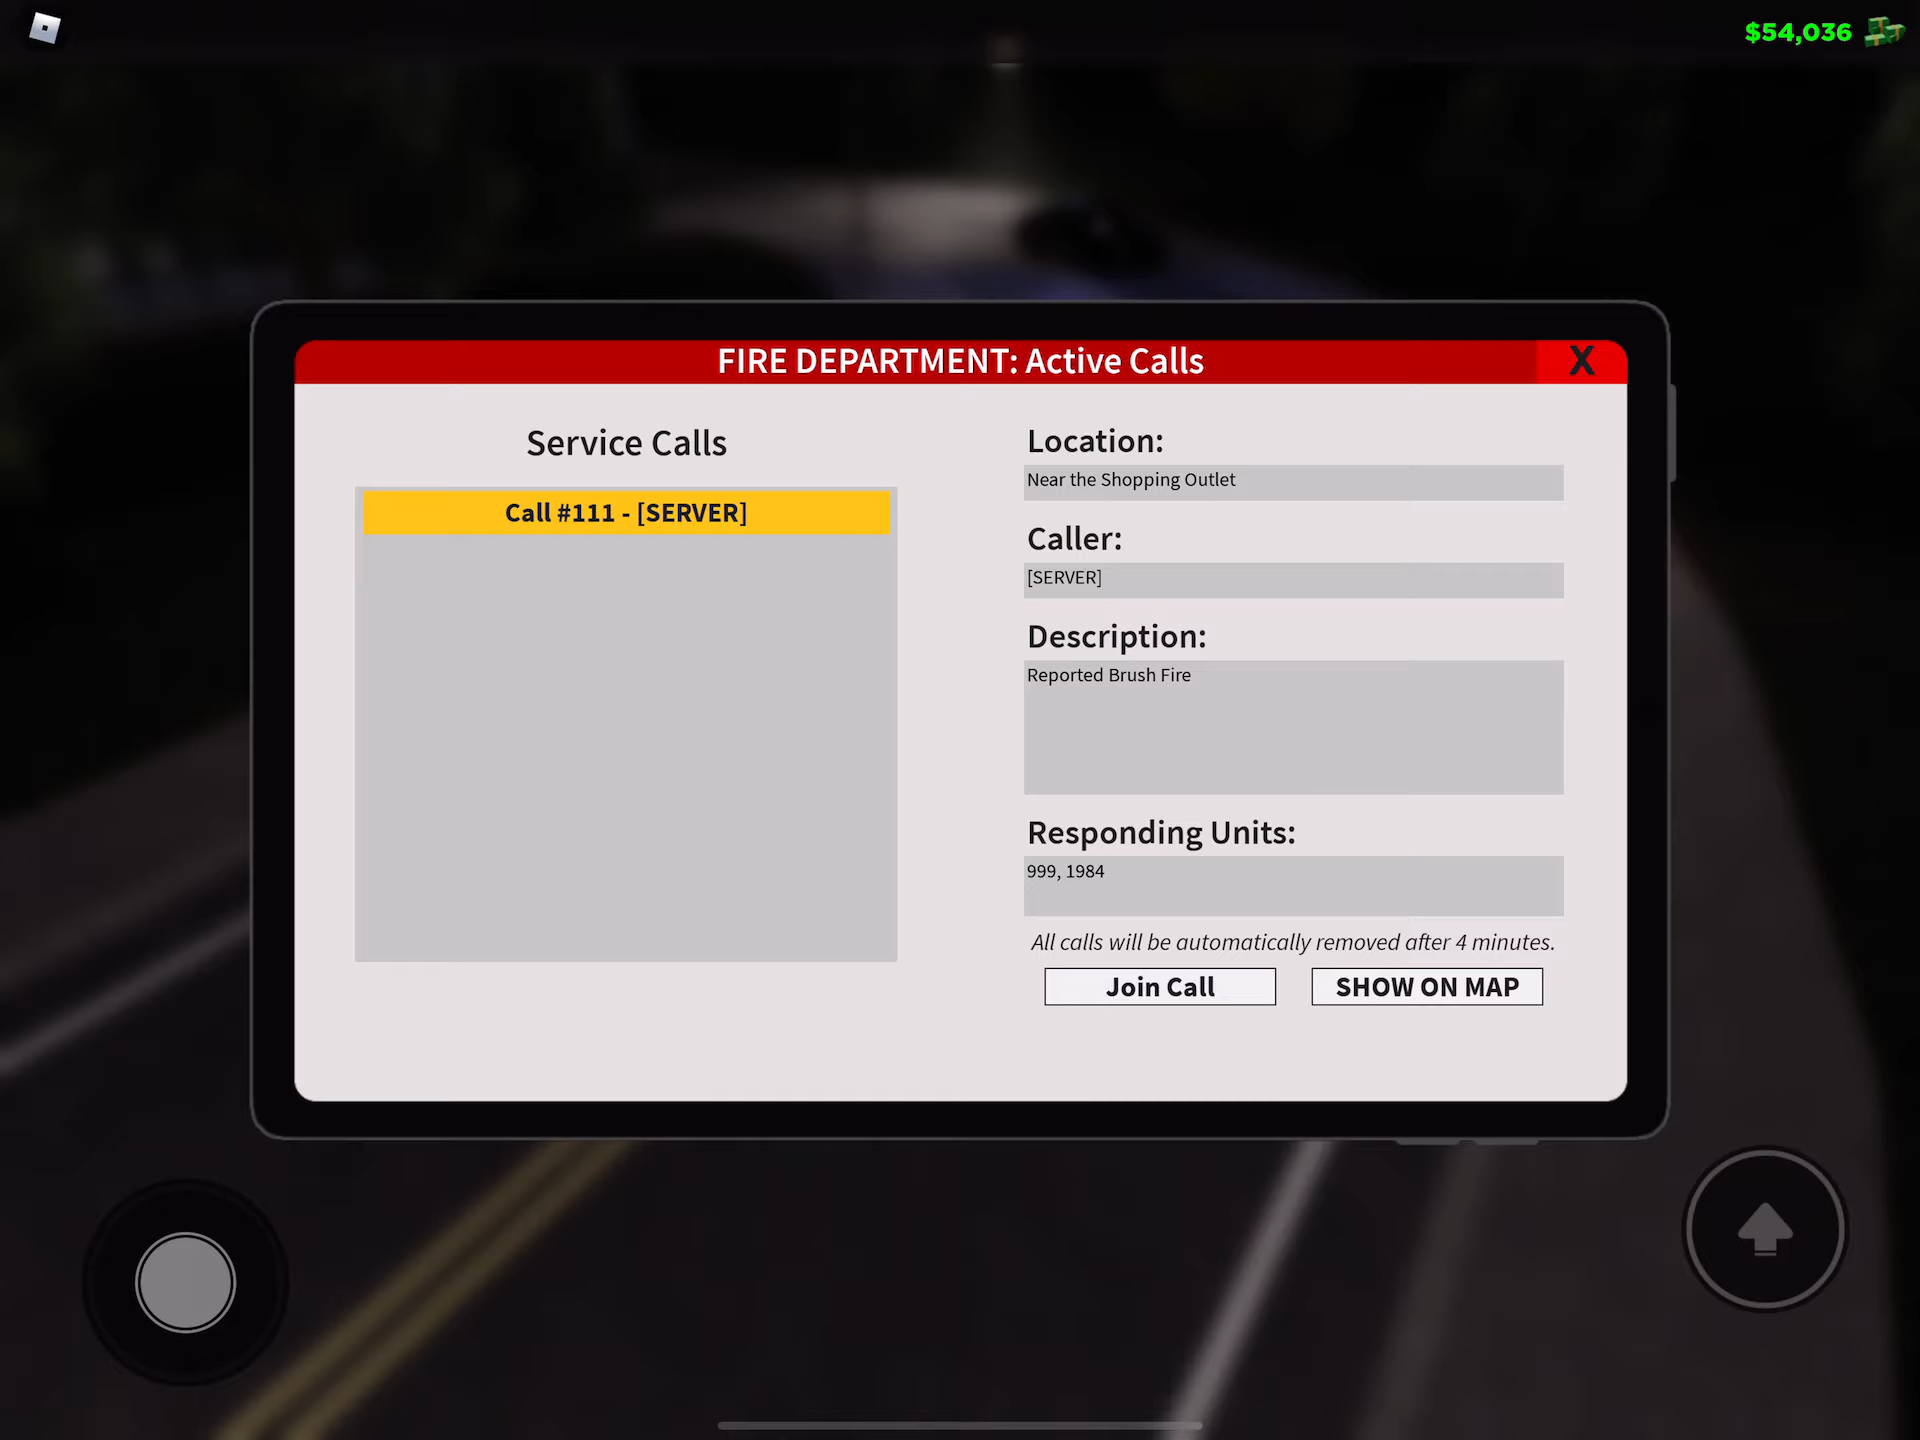 $54,036
FIRE DEPARTMENT: Active Calls
X
Service Calls
Call #111 - [SERVER]
Location:
Near the Shopping Outlet
Caller:
[SERVER]
Description:
Reported Brush Fire
Responding Units:
999, 1984
All calls will be automatically removed after 4 minutes.
Join Call
SHOW ON MAP